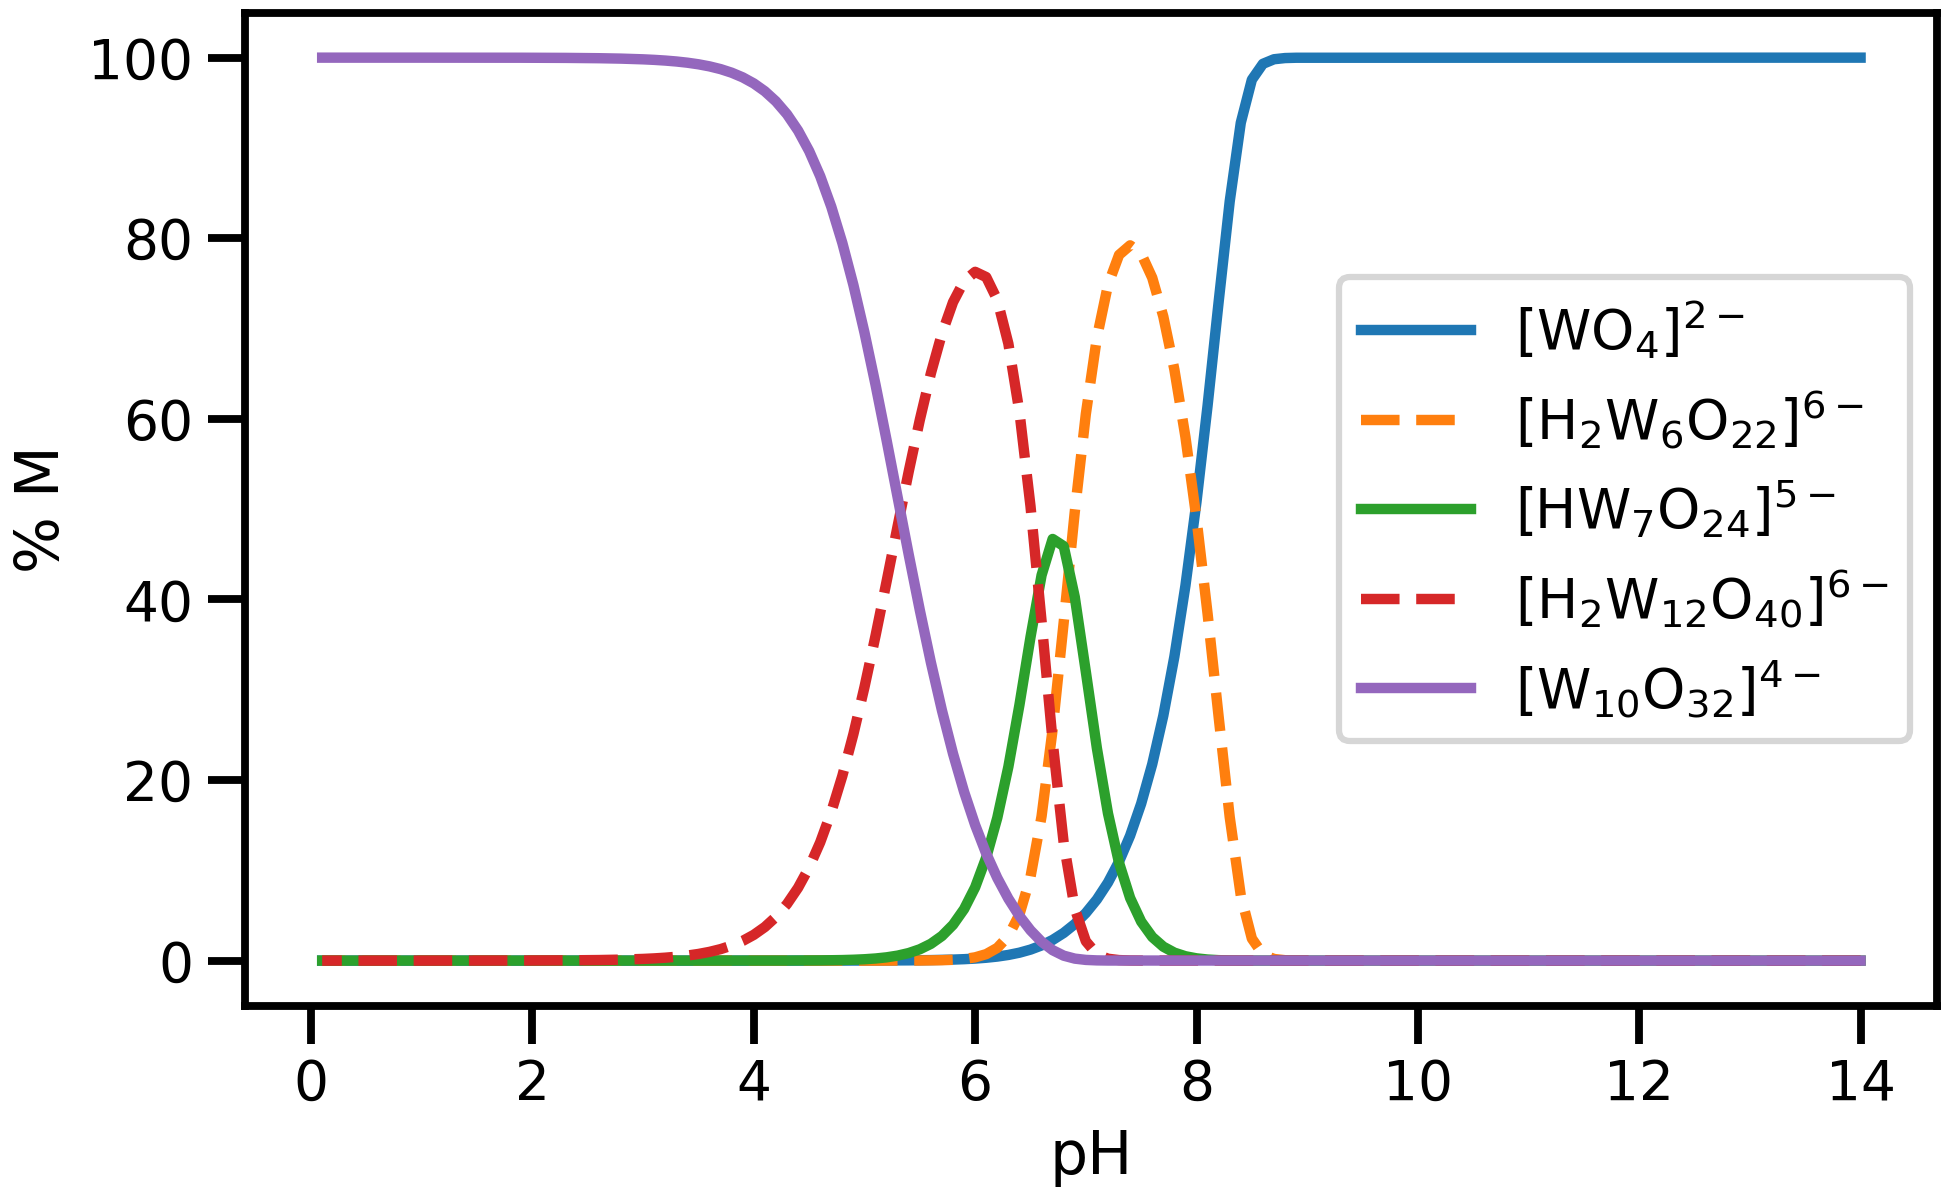 100
80
60
40
20
0
% M
0 2 4 6 8 10 12 14
pH
[WO₄]²⁻
[H₂W₆O₂₂]⁶⁻
[HW₇O₂₄]⁵⁻
[H₂W₁₂O₄₀]⁶⁻
[W₁₀O₃₂]⁴⁻